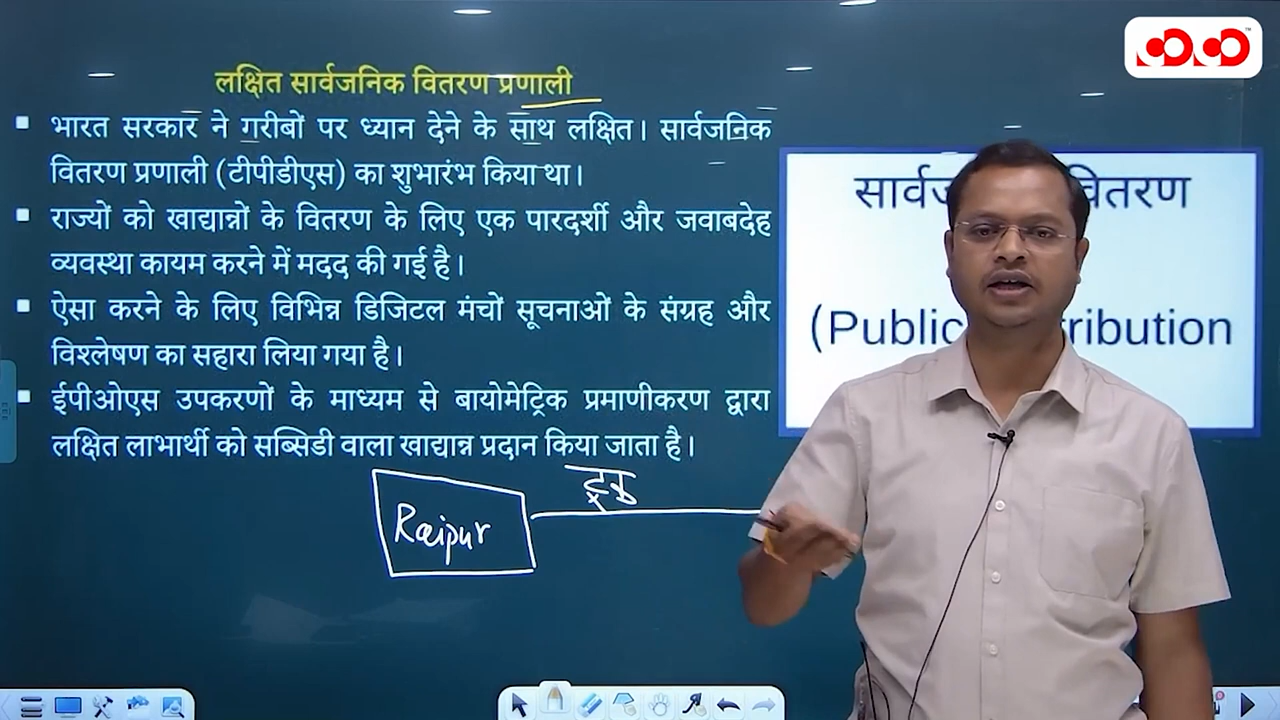 लक्षित सार्वजनिक वितरण प्रणाली
भारत सरकार ने गरीबों पर ध्यान देने के साथ लक्षित। सार्वजनिक
वितरण प्रणाली (टीपीडीएस) का शुभारंभ किया था।
राज्यों को खाद्यान्नों के वितरण के लिए एक पारदर्शी और जवाबदेह
व्यवस्था कायम करने में मदद की गई है।
ऐसा करने के लिए विभिन्न डिजिटल मंचों सूचनाओं के संग्रह और
विश्लेषण का सहारा लिया गया है।
ईपीओएस उपकरणों के माध्यम से बायोमेट्रिक प्रमाणीकरण द्वारा
लक्षित लाभार्थी को सब्सिडी वाला खाद्यान्न प्रदान किया जाता है।
Raipur
ट्रक
वितरण
(Public